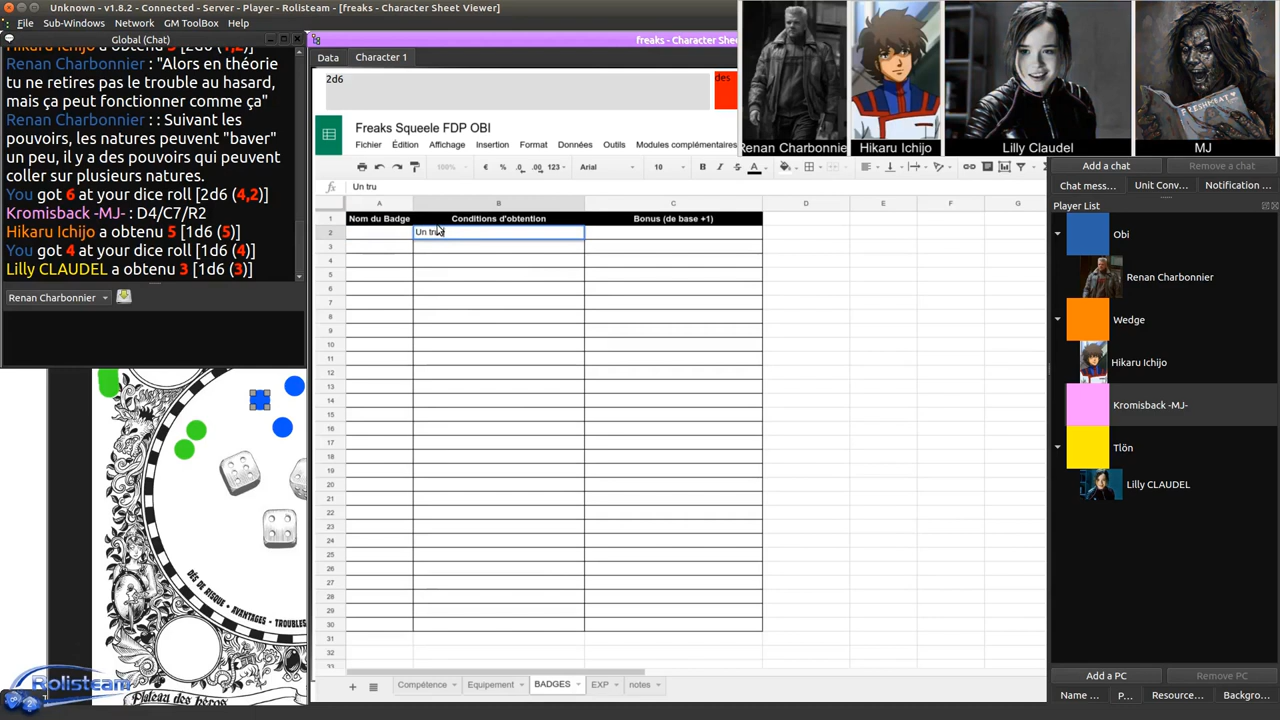 Unknown - v1.8.2 - Connected - Server - Player - Rolisteam - [freaks - Character Sheet Viewer]
File Sub-Windows Network GM ToolBox Help
Global (Chat)
Hikaru Ichijo a obtenu 3 [2d6 (1,2)]
Renan Charbonnier : "Alors en théorie
tu ne retires pas le trouble au hasard,
mais ça peut fonctionner comme ça"
Renan Charbonnier : : Suivant les
pouvoirs, les natures peuvent "baver"
un peu, il y a des pouvoirs qui peuvent
coller sur plusieurs natures.
You got 6 at your dice roll [2d6 (4,2)]
Kromisback -MJ- : D4/C7/R2
Hikaru Ichijo a obtenu 5 [1d6 (5)]
You got 4 at your dice roll [1d6 (4)]
Lilly CLAUDEL a obtenu 3 [1d6 (3)]
Renan Charbonnier
DÉS DE RISQUE • AVANTAGES • TROUBLES
Plateau des héros
Rolisteam
freaks - Character She
Data Character 1
2d6 des
Freaks Squeele FDP OBI
Fichier Édition Affichage Insertion Format Données Outils Modules complémentaires
100% € % .0 .00 123 Arial 10 B I S A
fx Un tru
A B C D E F G
1 Nom du Badge Conditions d'obtention Bonus (de base +1)
2 Un tru
3
4
5
6
7
8
9
10
11
12
13
14
15
16
17
18
19
20
21
22
23
24
25
26
27
28
29
30
31
32
33
Compétence Equipement BADGES EXP notes
Renan Charbonnie Hikaru Ichijo Lilly Claudel MJ
FRESHMEAT
Add a chat Remove a chat
Chat mess... Unit Conv... Notification ...
Player List
Obi
Renan Charbonnier
Wedge
Hikaru Ichijo
Kromisback -MJ-
Tlön
Lilly CLAUDEL
Add a PC Remove PC
Name ... P... Resource... Backgro...